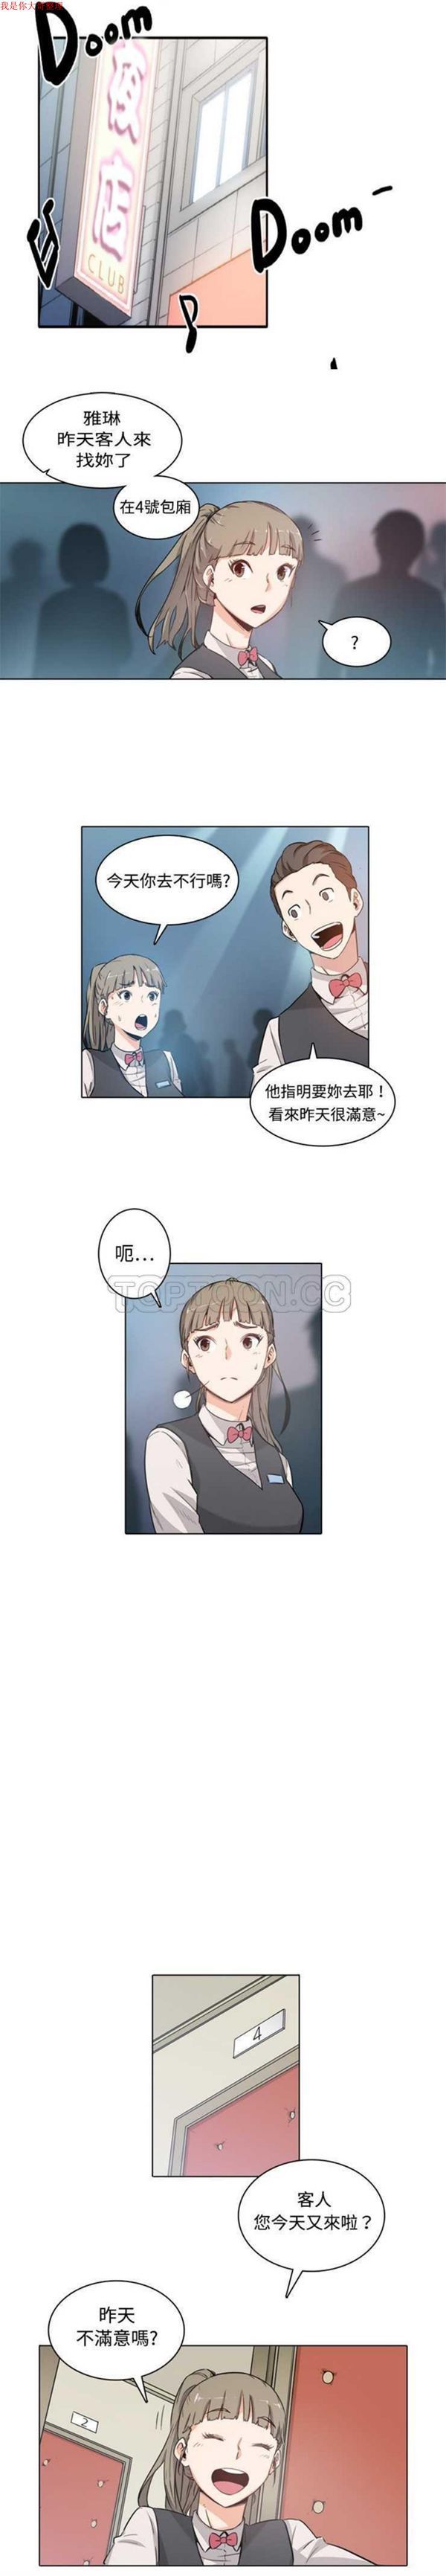 Doom
夜店
CLUB
Doom~
雅琳
昨天客人來
找妳了
在4號包廂
?
今天你去不行嗎?
他指明要妳去耶！
看來昨天很滿意~
呃...
TOPTOON.CC
4
客人
您今天又來啦？
昨天
不滿意嗎?
2